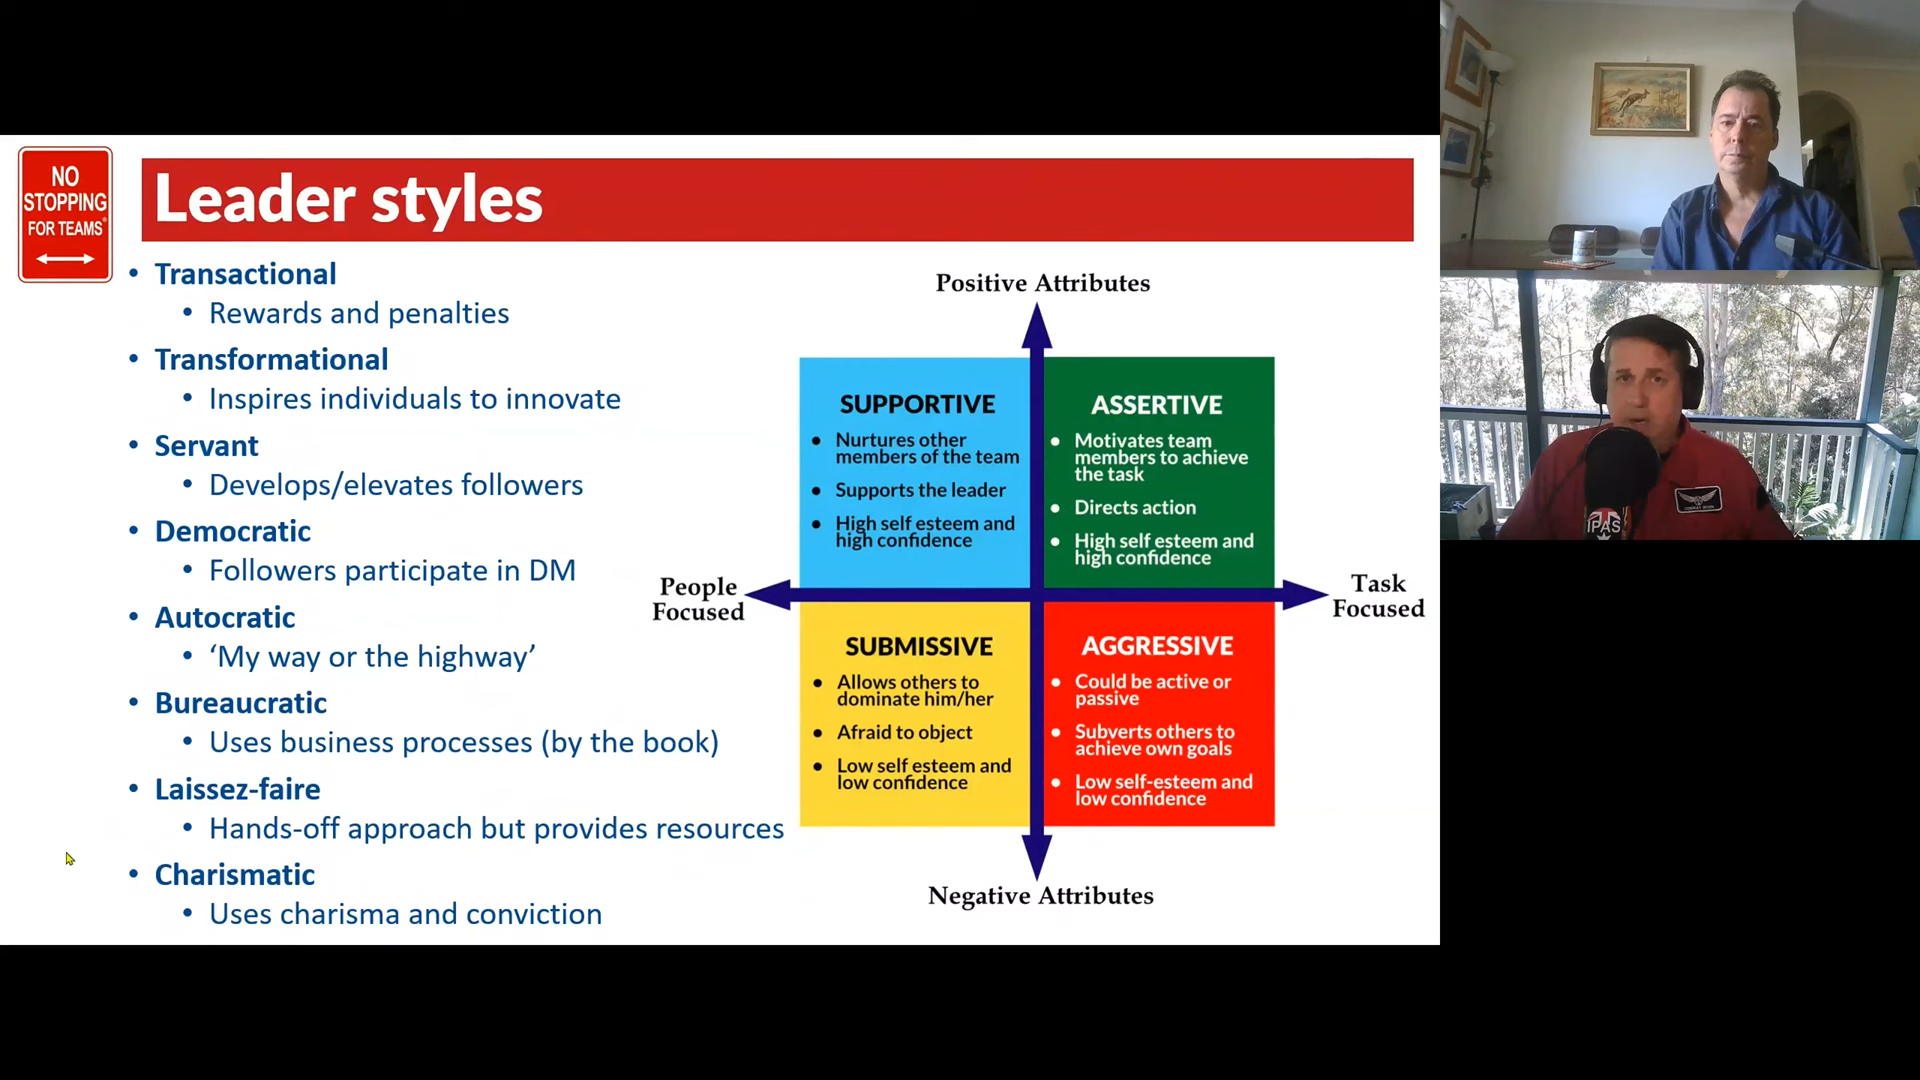 NO
STOPPING
FOR TEAMS®
Leader styles
• Transactional
• Rewards and penalties
• Transformational
• Inspires individuals to innovate
• Servant
• Develops/elevates followers
• Democratic
• Followers participate in DM
• Autocratic
• ‘My way or the highway’
• Bureaucratic
• Uses business processes (by the book)
• Laissez-faire
• Hands-off approach but provides resources
• Charismatic
• Uses charisma and conviction
Positive Attributes
SUPPORTIVE
• Nurtures other
members of the team
• Supports the leader
• High self esteem and
high confidence
ASSERTIVE
• Motivates team
members to achieve
the task
• Directs action
• High self esteem and
high confidence
People
Focused
Task
Focused
SUBMISSIVE
• Allows others to
dominate him/her
• Afraid to object
• Low self esteem and
low confidence
AGGRESSIVE
• Could be active or
passive
• Subverts others to
achieve own goals
• Low self-esteem and
low confidence
Negative Attributes
IPAS